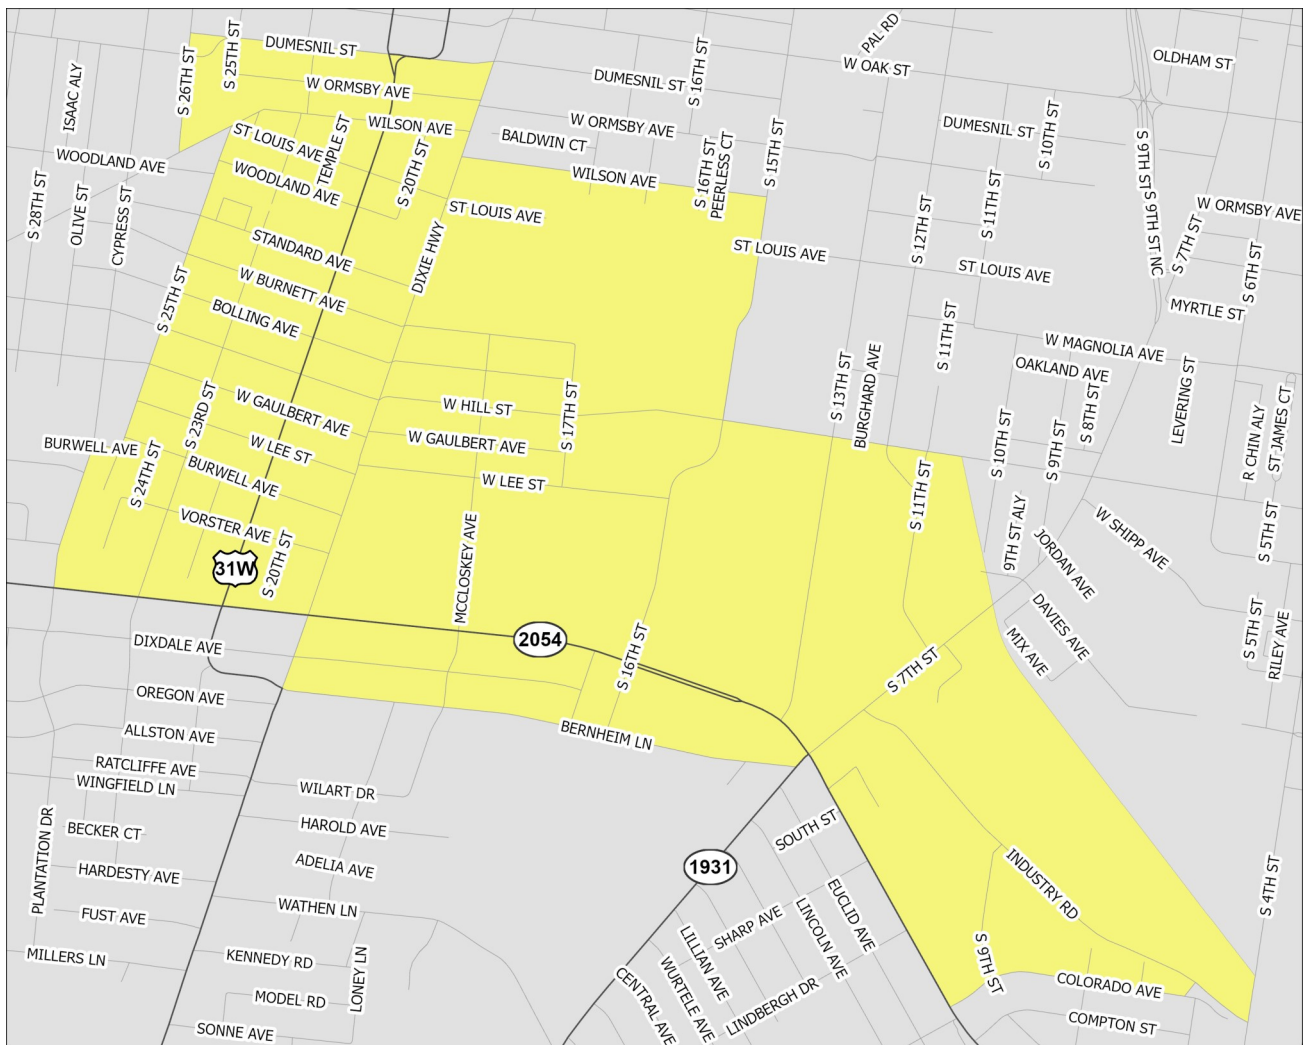 PAL RD
DUMESNIL ST
S 25TH ST
S 26TH ST
W OAK ST
OLDHAM ST
S 16TH ST
DUMESNIL ST
W ORMSBY AVE
ISAAC ALY
WILSON AVE
W ORMSBY AVE
DUMESNIL ST
S 10TH ST
ST LOUIS AVE
TEMPLE ST
BALDWIN CT
S 15TH ST
S 9TH ST
WOODLAND AVE
S 20TH ST
WILSON AVE
S 16TH ST
PEERLESS CT
WOODLAND AVE
S 28TH ST
OLIVE ST
CYPRESS ST
ST LOUIS AVE
S 12TH ST
S 11TH ST
S 9TH ST NC
W ORMSBY AVE
S 7TH ST
STANDARD AVE
DIXIE HWY
ST LOUIS AVE
ST LOUIS AVE
S 6TH ST
W BURNETT AVE
S 25TH ST
BOLLING AVE
MYRTLE ST
S 11TH ST
W MAGNOLIA AVE
OAKLAND AVE
S 13TH ST
BURGHARD AVE
S 8TH ST
LEVERING ST
S 23RD ST
W GAULBERT AVE
W HILL ST
S 17TH ST
R CHIN ALY
ST JAMES CT
BURWELL AVE
S 24TH ST
W LEE ST
W GAULBERT AVE
S 10TH ST
S 9TH ST
BURWELL AVE
W LEE ST
S 11TH ST
VORSTER AVE
S 20TH ST
MCCLOSKEY AVE
9TH ST ALY
JORDAN AVE
W SHIPP AVE
S 5TH ST
31W
DIXDALE AVE
2054
S 16TH ST
S 7TH ST
DAVIES AVE
MIX AVE
S 5TH ST
RILEY AVE
OREGON AVE
ALLSTON AVE
BERNHEIM LN
RATCLIFFE AVE
WINGFIELD LN
WILART DR
PLANTATION DR
BECKER CT
HAROLD AVE
SOUTH ST
HARDESTY AVE
ADELIA AVE
1931
INDUSTRY RD
S 4TH ST
FUST AVE
WATHEN LN
SHARP AVE
LINCOLN AVE
EUCLID AVE
MILLERS LN
KENNEDY RD
LONEY LN
LILLIAN AVE
WURTELE AVE
CENTRAL AVE
LINDBERGH DR
S 9TH ST
COLORADO AVE
MODEL RD
SONNE AVE
COMPTON ST